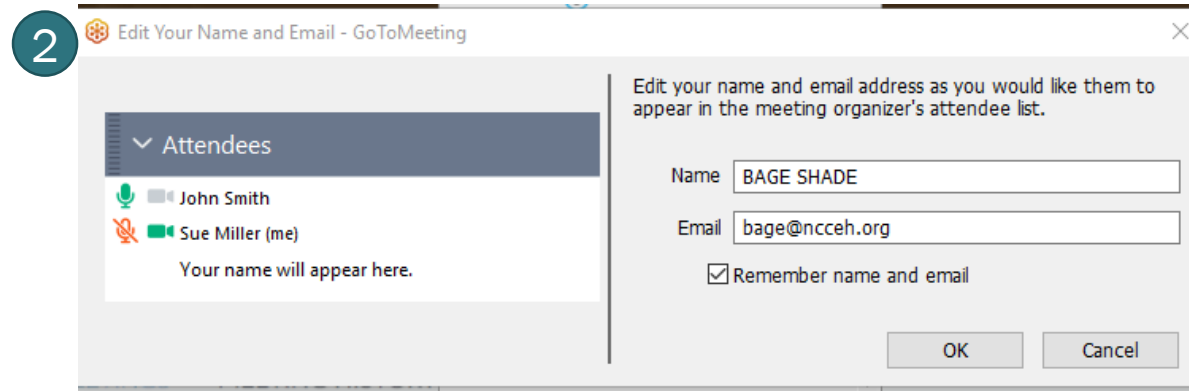 2
Edit Your Name and Email - GoToMeeting
Attendees
John Smith
Sue Miller (me)
Your name will appear here.
Edit your name and email address as you would like them to
appear in the meeting organizer's attendee list.
Name BAGE SHADE
Email bage@ncceh.org
Remember name and email
OK Cancel